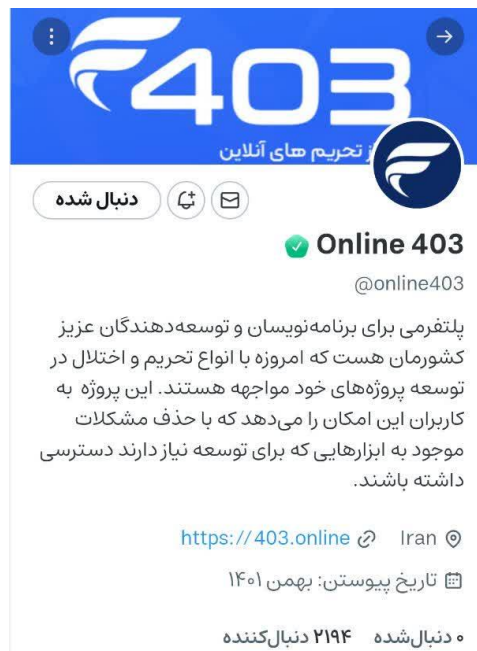 403
ز تحریم های آنلاین
دنبال شده
Online 403
@online403
پلتفرمی برای برنامه‌نویسان و توسعه‌دهندگان عزیز
کشورمان هست که امروزه با انواع تحریم و اختلال در
توسعه پروژه‌های خود مواجهه هستند. این پروژه به
کاربران این امکان را می‌دهد که با حذف مشکلات
موجود به ابزارهایی که برای توسعه نیاز دارند دسترسی
داشته باشند.
Iran https://403.online
تاریخ پیوستن: بهمن ۱۴۰۱
۰ دنبال‌شده ۲۱۹۴ دنبال‌کننده